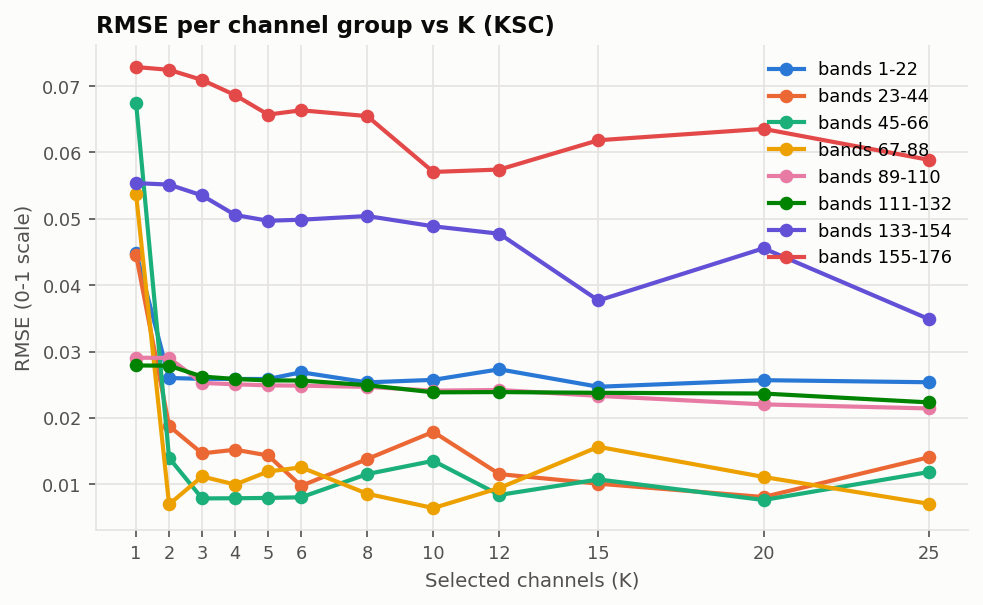 RMSE per channel group vs K (KSC)
bands 1-22
bands 23-44
bands 45-66
bands 67-88
bands 89-110
bands 111-132
bands 133-154
bands 155-176
RMSE (0-1 scale)
0.07
0.06
0.05
0.04
0.03
0.02
0.01
1 2 3 4 5 6 8 10 12 15 20 25
Selected channels (K)